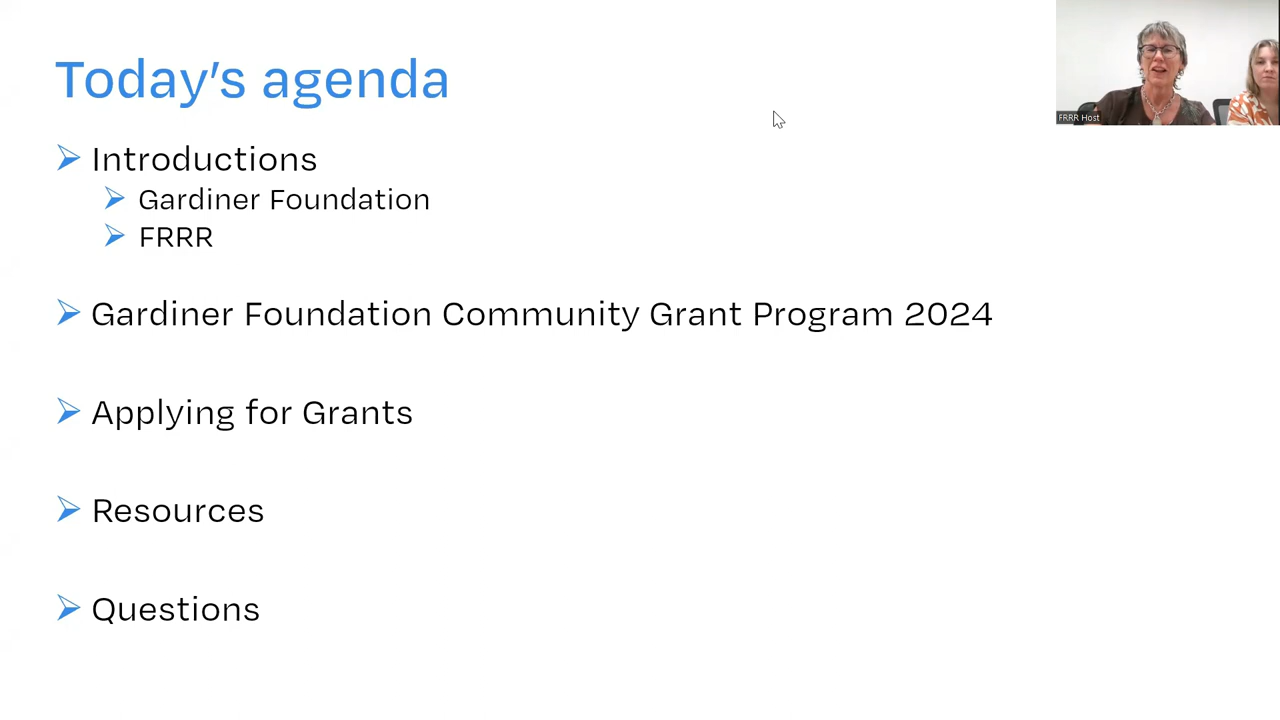 Today's agenda
Introductions
Gardiner Foundation
FRRR
Gardiner Foundation Community Grant Program 2024
Applying for Grants
Resources
Questions
FRRR Host